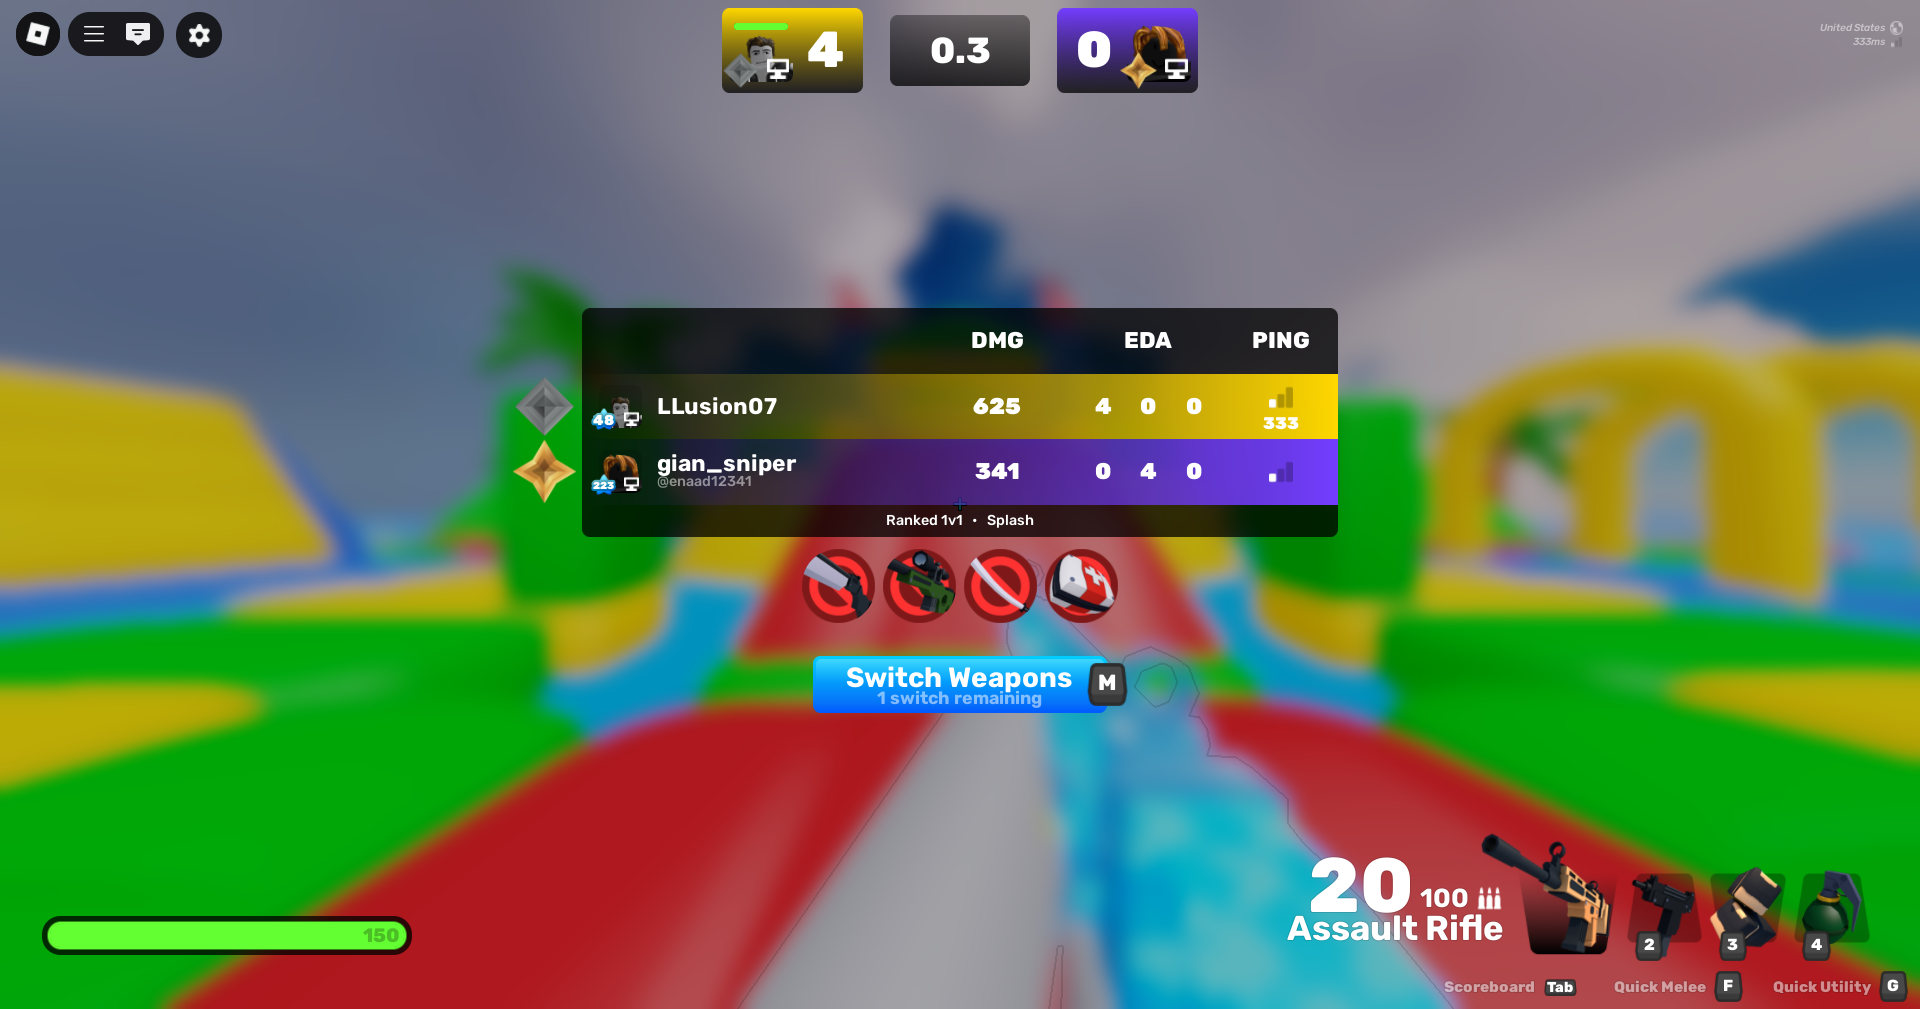 4
0.3
0
United States
333ms
DMG EDA PING
48 LLusion07 625 4 0 0 333
223 gian_sniper 341 0 4 0
@enaad12341
Ranked 1v1 • Splash
Switch Weapons M
1 switch remaining
150
20 100
Assault Rifle
2 3 4
Scoreboard Tab Quick Melee F Quick Utility G